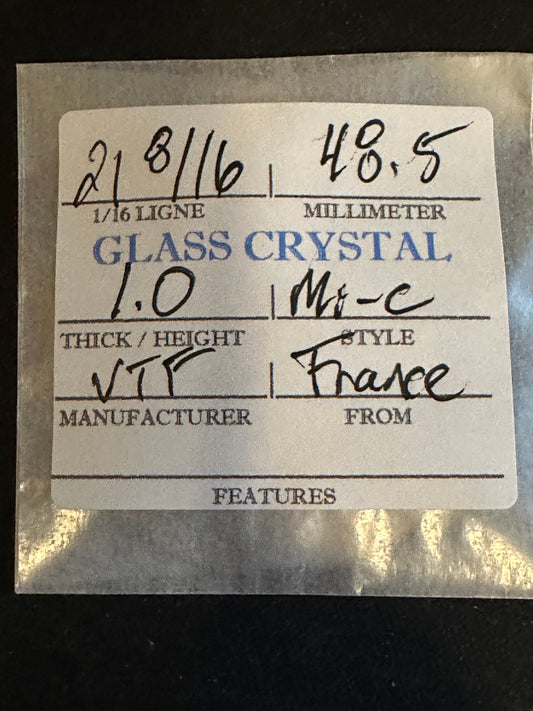 21 8/16 | 48.5
1/16 LIGNE MILLIMETER
GLASS CRYSTAL
1.0 | Mi-C
THICK / HEIGHT STYLE
VTF | France
MANUFACTURER FROM
FEATURES